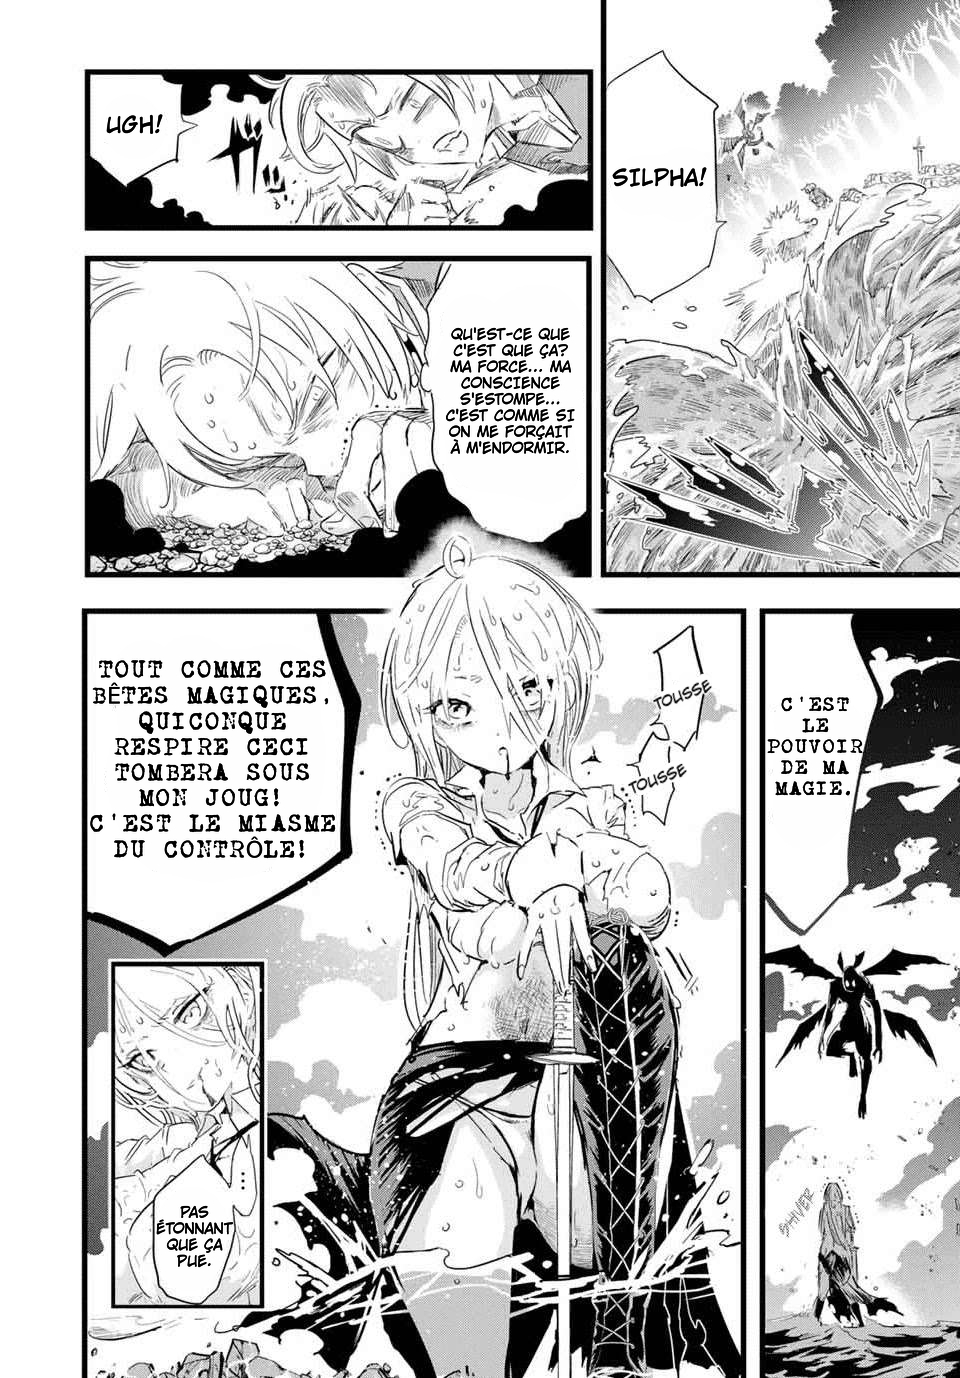 SILPHA!
UGH!
QU'EST-CE QUE
C'EST QUE ÇA?
MA FORCE... MA
CONSCIENCE
S'ESTOMPE...
C'EST COMME SI
ON ME FORÇAIT
À M'ENDORMIR.
C'EST
LE
POUVOIR
DE MA
MAGIE.
SHIVER
TOUSSE
TOUSSE
TOUT COMME CES
BÊTES MAGIQUES,
QUICONQUE
RESPIRE CECI
TOMBERA SOUS
MON JOUG!
C'EST LE MIASME
DU CONTRÔLE!
...
PAS
ÉTONNANT
QUE ÇA
PUE.